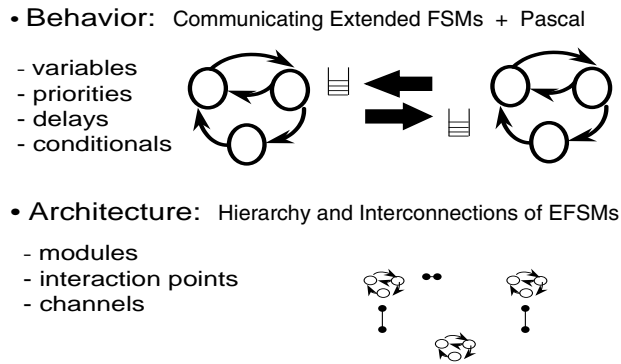 • Behavior: Communicating Extended FSMs + Pascal
- variables
- priorities
- delays
- conditionals
• Architecture: Hierarchy and Interconnections of EFSMs
- modules
- interaction points
- channels